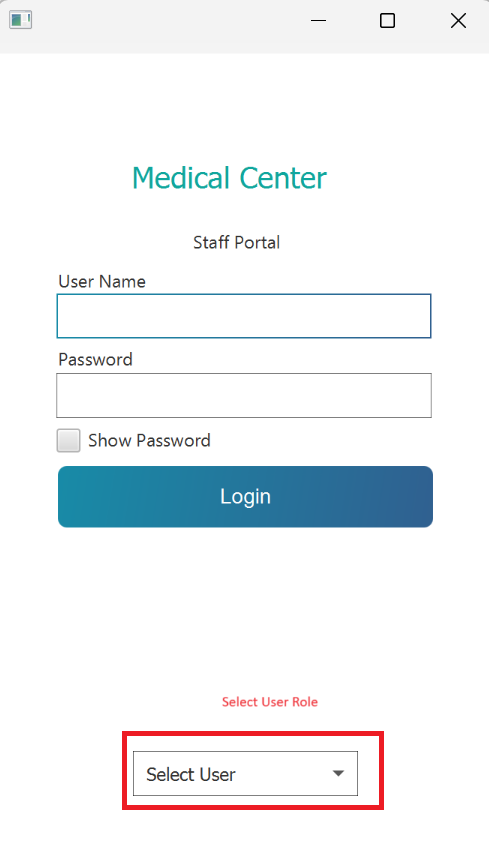 Medical Center
Staff Portal
User Name
Password
Show Password
Login
Select User Role
Select User